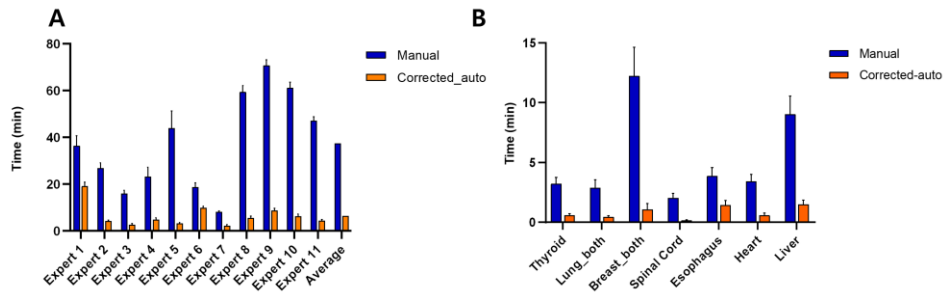 A
Time (min)
80
60
40
20
0
Expert 1
Expert 2
Expert 3
Expert 4
Expert 5
Expert 6
Expert 7
Expert 8
Expert 9
Expert 10
Expert 11
Average
Manual
Corrected_auto
B
Time (min)
15
10
5
0
Thyroid
Lung_both
Breast_both
Spinal Cord
Esophagus
Heart
Liver
Manual
Corrected-auto